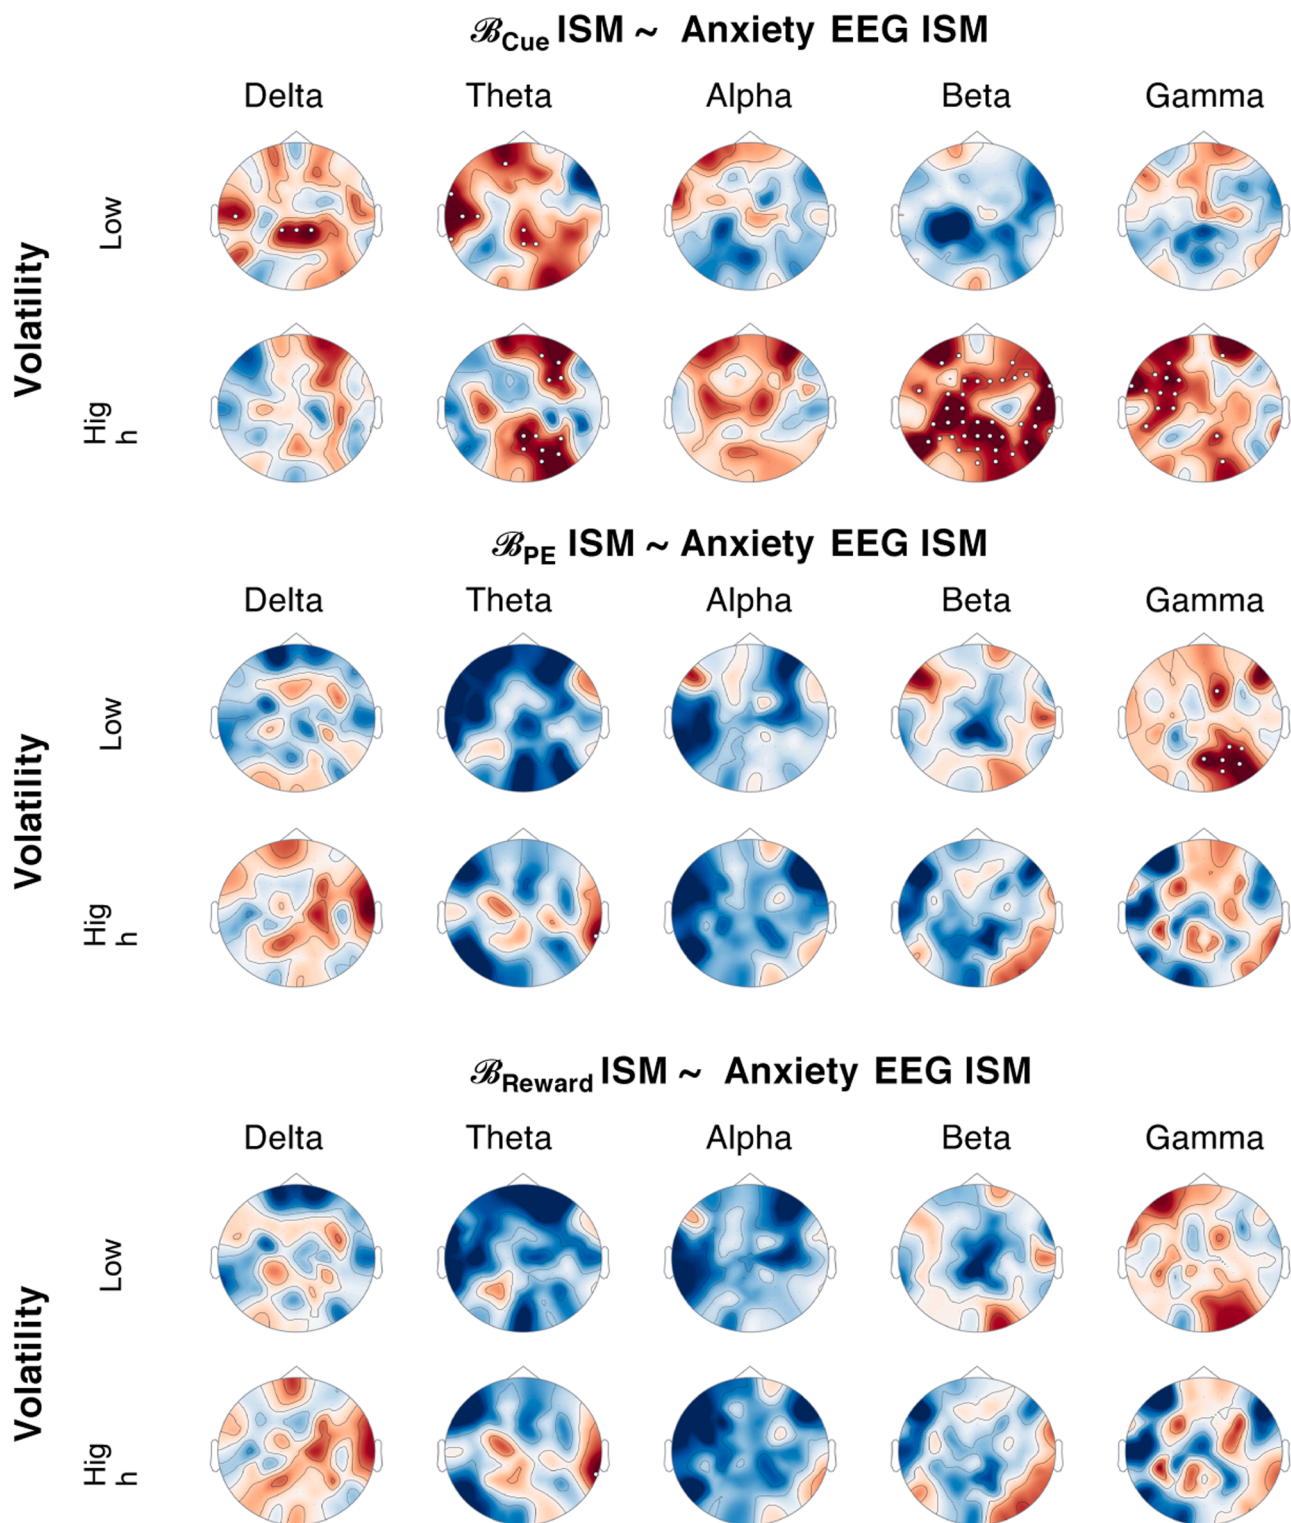 ℬCue ISM ~ Anxiety EEG ISM
Delta Theta Alpha Beta Gamma
Volatility
Low
Hig
h
ℬPE ISM ~ Anxiety EEG ISM
Delta Theta Alpha Beta Gamma
Volatility
Low
Hig
h
ℬReward ISM ~ Anxiety EEG ISM
Delta Theta Alpha Beta Gamma
Volatility
Low
Hig
h